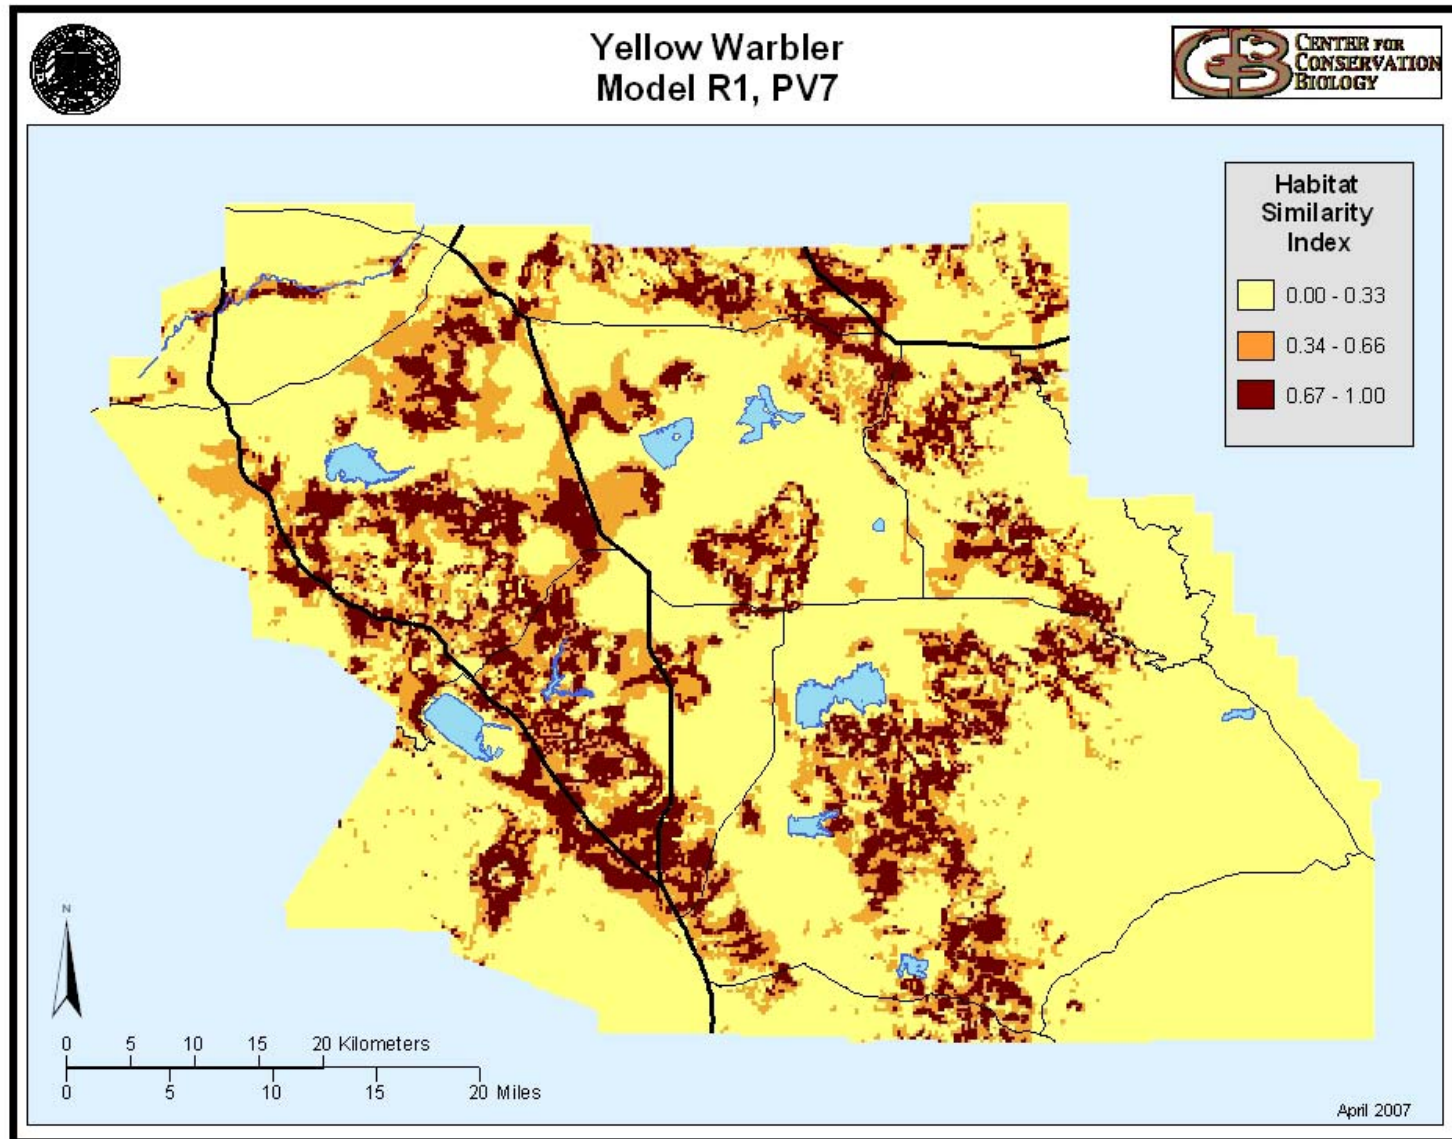 Yellow Warbler
Model R1, PV7
CENTER FOR
CONSERVATION
BIOLOGY
Habitat
Similarity
Index
0.00 - 0.33
0.34 - 0.66
0.67 - 1.00
N
0 5 10 15 20 Kilometers
0 5 10 15 20 Miles
April 2007